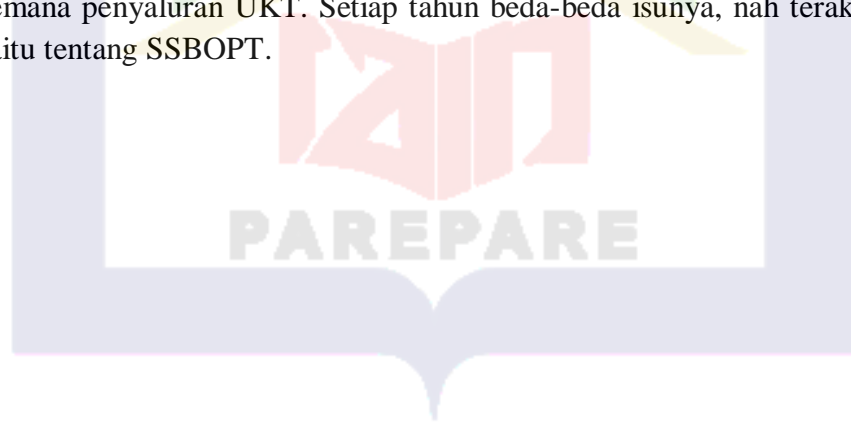 emana penyaluran UKT. Setiap tahun beda-beda isunya, nah terak
itu tentang SSBOPT.
PAREPARE